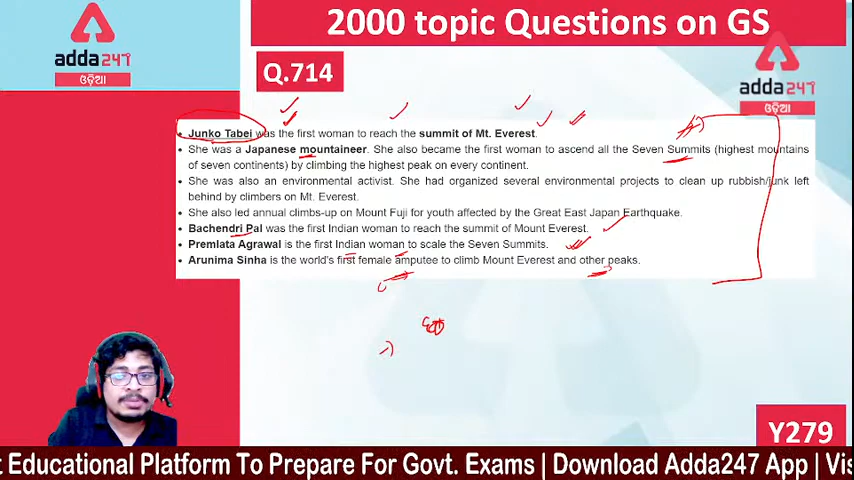 2000 topic Questions on GS
adda247
ଓଡ଼ିଆ
Q.714
adda247
ଓଡ଼ିଆ
• Junko Tabei was the first woman to reach the summit of Mt. Everest.
• She was a Japanese mountaineer. She also became the first woman to ascend all the Seven Summits (highest mountains
of seven continents) by climbing the highest peak on every continent.
• She was also an environmental activist. She had organized several environmental projects to clean up rubbish/junk left
behind by climbers on Mt. Everest.
• She also led annual climbs-up on Mount Fuji for youth affected by the Great East Japan Earthquake.
• Bachendri Pal was the first Indian woman to reach the summit of Mount Everest.
• Premlata Agrawal is the first Indian woman to scale the Seven Summits.
• Arunima Sinha is the world's first female amputee to climb Mount Everest and other peaks.
Y279
t Educational Platform To Prepare For Govt. Exams | Download Adda247 App | Vis